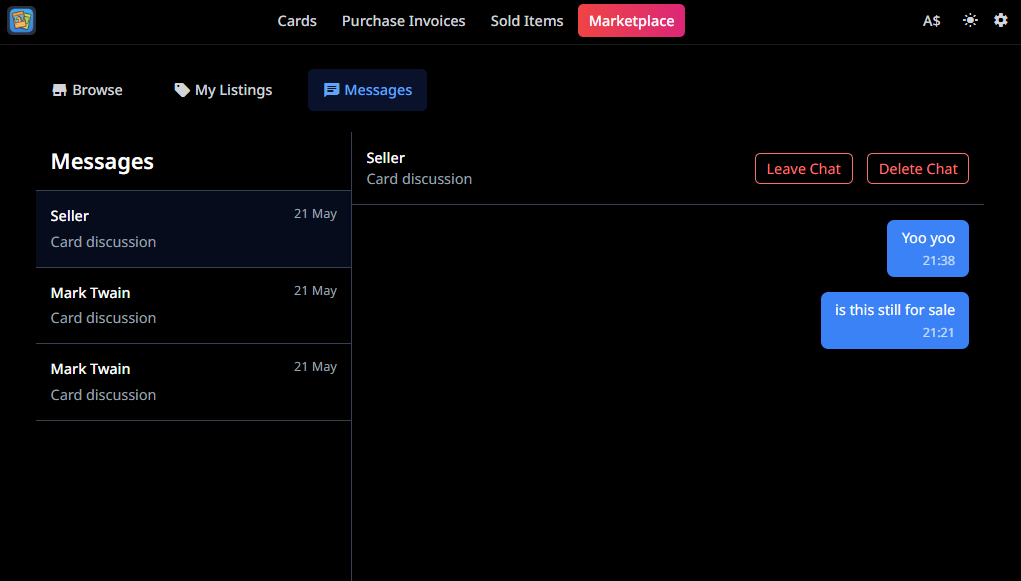 Cards Purchase Invoices Sold Items Marketplace A$
Browse My Listings Messages
Messages
Seller 21 May
Card discussion
Mark Twain 21 May
Card discussion
Mark Twain 21 May
Card discussion
Seller
Card discussion
Leave Chat Delete Chat
Yoo yoo
21:38
is this still for sale
21:21